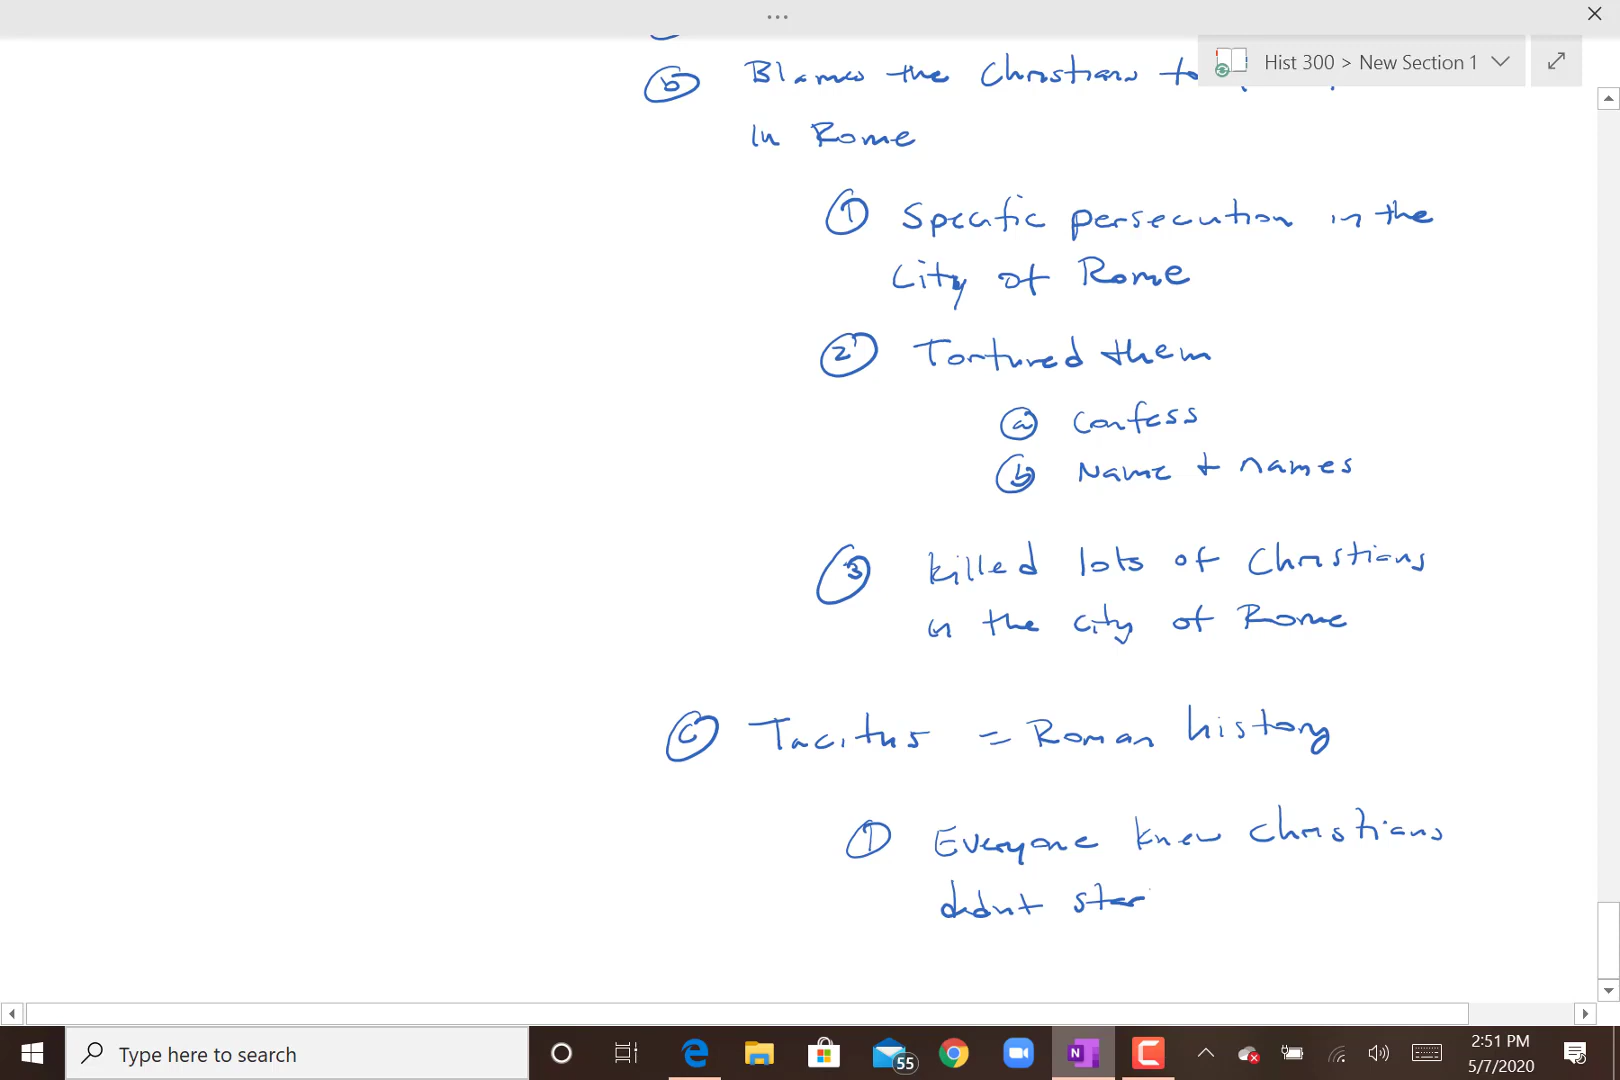 Hist 300 > New Section 1
b Blames the Christians
in Rome
1 Specific persecution in the
City of Rome
2 Tortured them
a Confess
b Name + names
3 killed lots of Christians
in the city of Rome
c Tacitus = Roman history
1 Everyone knew Christians
didnt star
Type here to search
55
2:51 PM
5/7/2020